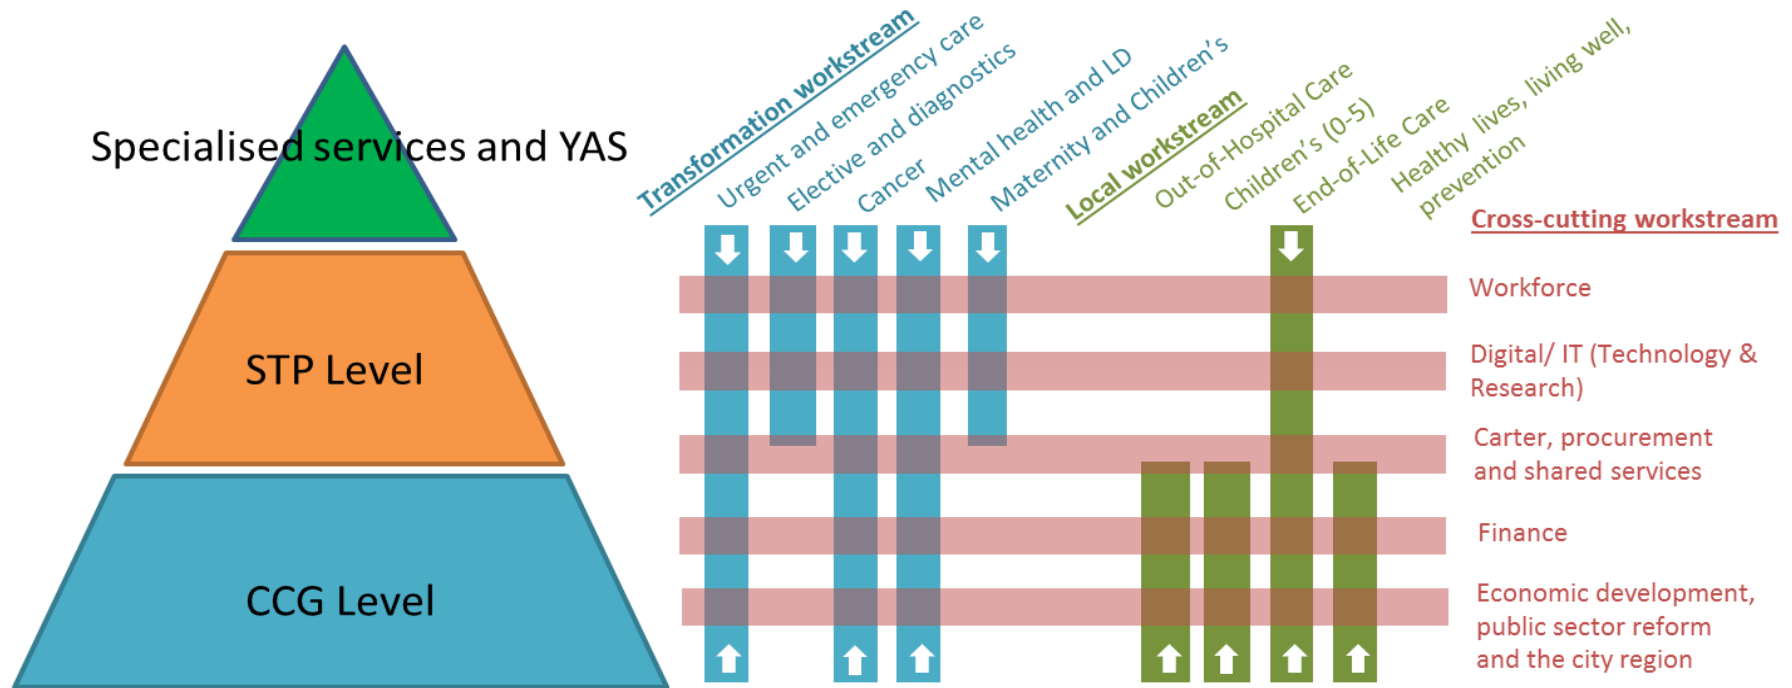 Specialised services and YAS
STP Level
CCG Level
Transformation workstream
Urgent and emergency care
Elective and diagnostics
Cancer
Mental health and LD
Maternity and Children's
Local workstream
Out-of-Hospital Care
Children's (0-5)
End-of-Life Care
Healthy  lives, living well,
prevention
Cross-cutting workstream
Workforce
Digital/ IT (Technology &
Research)
Carter, procurement
and shared services
Finance
Economic development,
public sector reform
and the city region